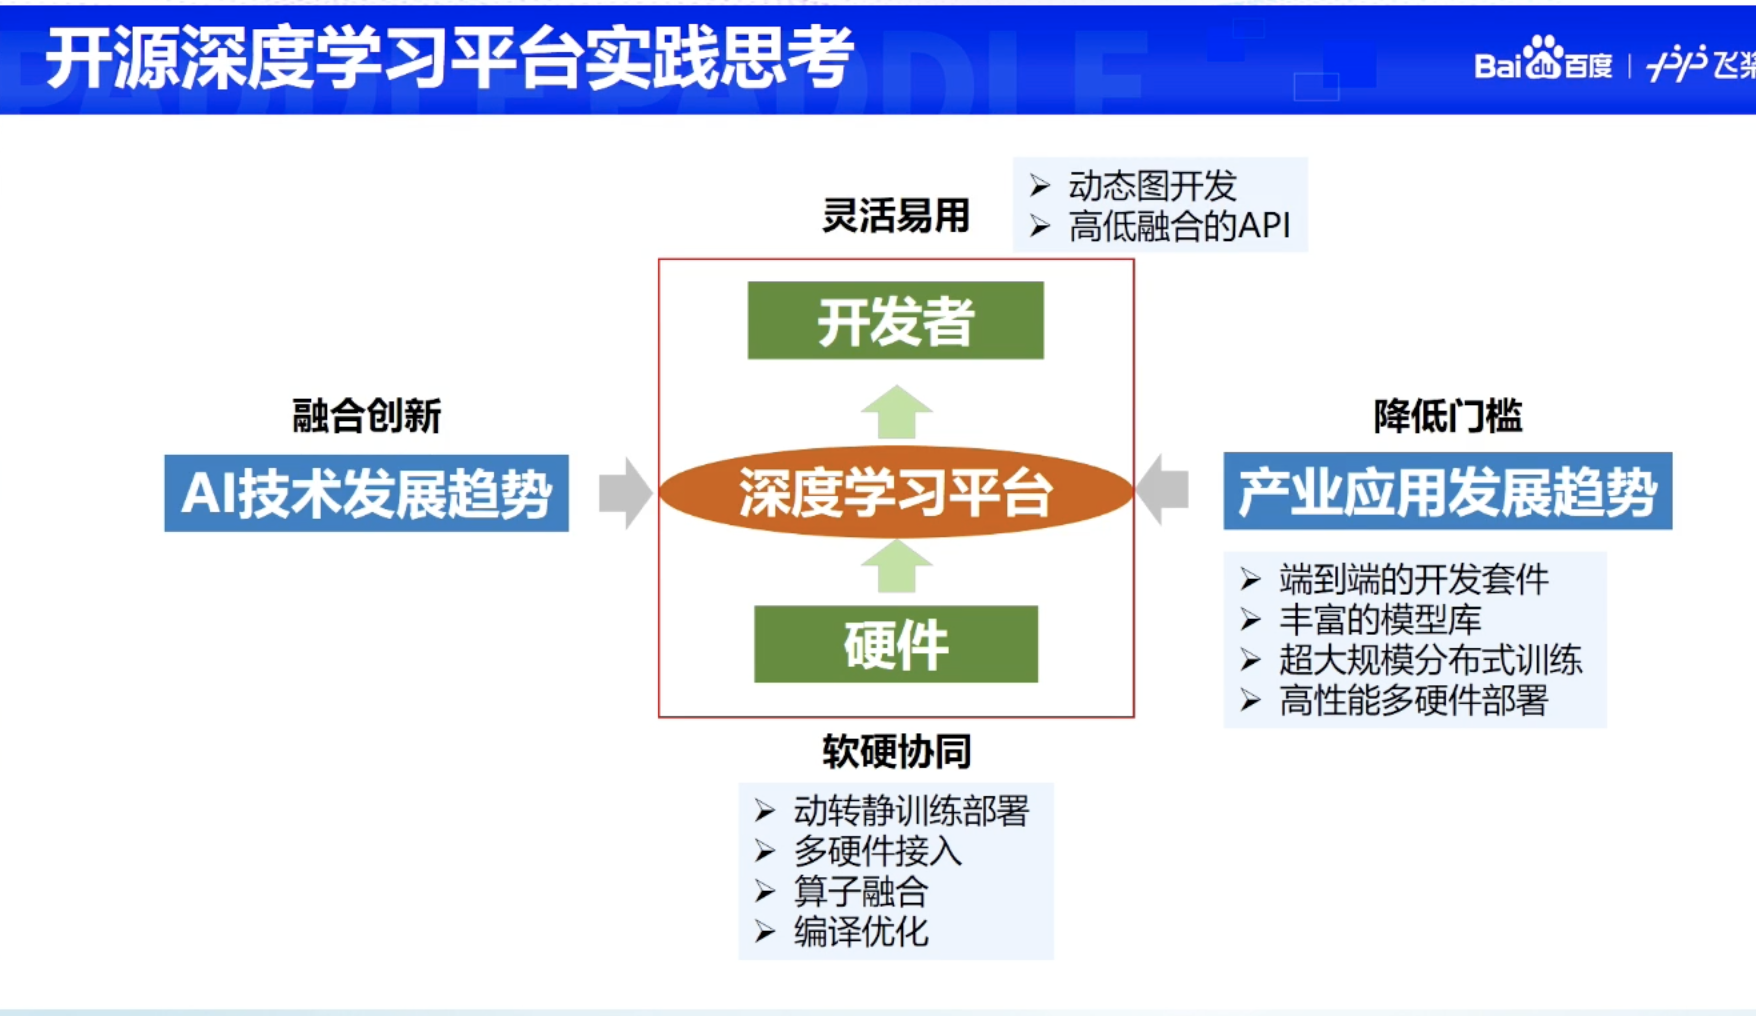 开源深度学习平台实践思考
Bai du 百度 | 飞桨
灵活易用
动态图开发
高低融合的API
开发者
融合创新
AI技术发展趋势
深度学习平台
降低门槛
产业应用发展趋势
端到端的开发套件
丰富的模型库
超大规模分布式训练
高性能多硬件部署
硬件
软硬协同
动转静训练部署
多硬件接入
算子融合
编译优化
PADDLE PADDLE